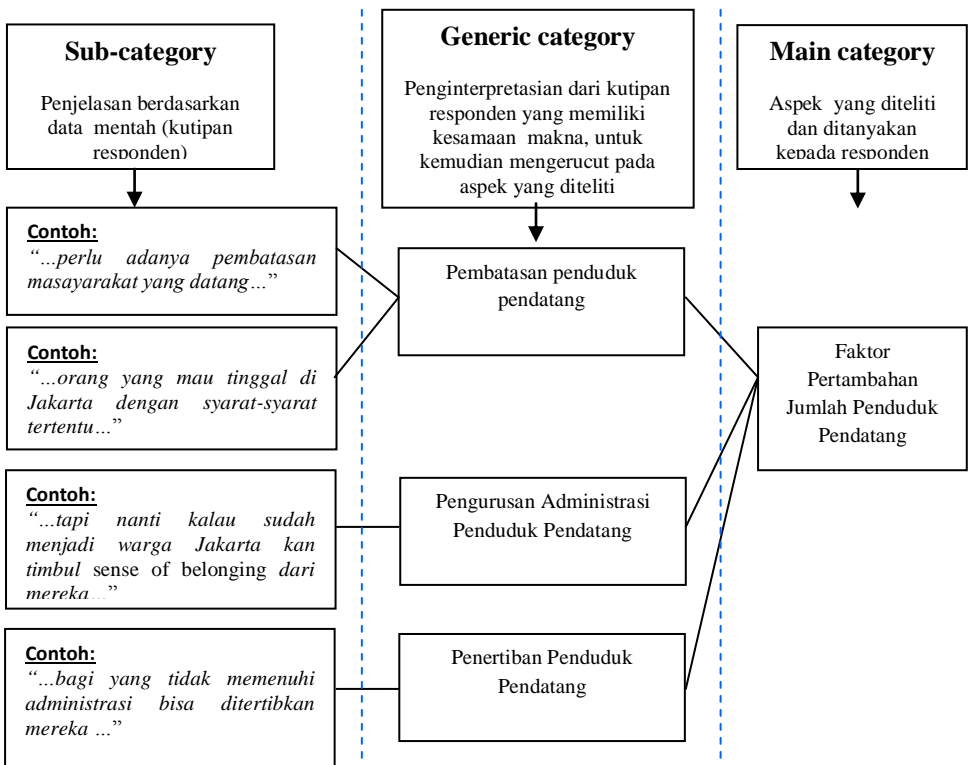 Sub-category
Penjelasan berdasarkan
data mentah (kutipan
responden)
Contoh:
“...perlu adanya pembatasan
masayarakat yang datang...”
Contoh:
“...orang yang mau tinggal di
Jakarta dengan syarat-syarat
tertentu...”
Contoh:
“...tapi nanti kalau sudah
menjadi warga Jakarta kan
timbul sense of belonging dari
mereka...”
Contoh:
“...bagi yang tidak memenuhi
administrasi bisa ditertibkan
mereka ...”
Generic category
Penginterpretasian dari kutipan
responden yang memiliki
kesamaan makna, untuk
kemudian mengerucut pada
aspek yang diteliti
Pembatasan penduduk
pendatang
Pengurusan Administrasi
Penduduk Pendatang
Penertiban Penduduk
Pendatang
Main category
Aspek yang diteliti
dan ditanyakan
kepada responden
Faktor
Pertambahan
Jumlah Penduduk
Pendatang